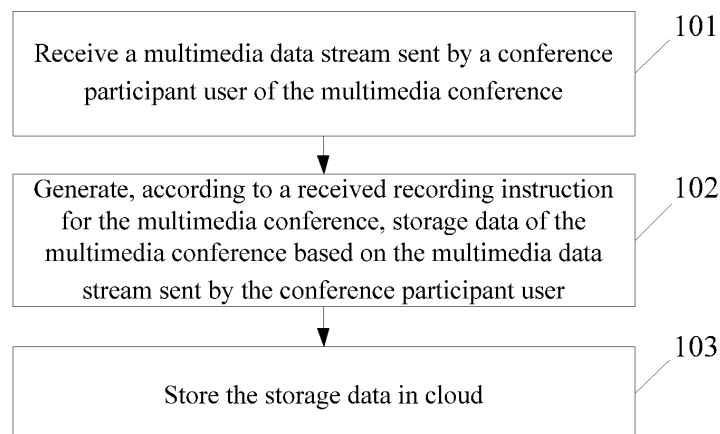 101
Receive a multimedia data stream sent by a conference
participant user of the multimedia conference
102
Generate, according to a received recording instruction
for the multimedia conference, storage data of the
multimedia conference based on the multimedia data
stream sent by the conference participant user
103
Store the storage data in cloud